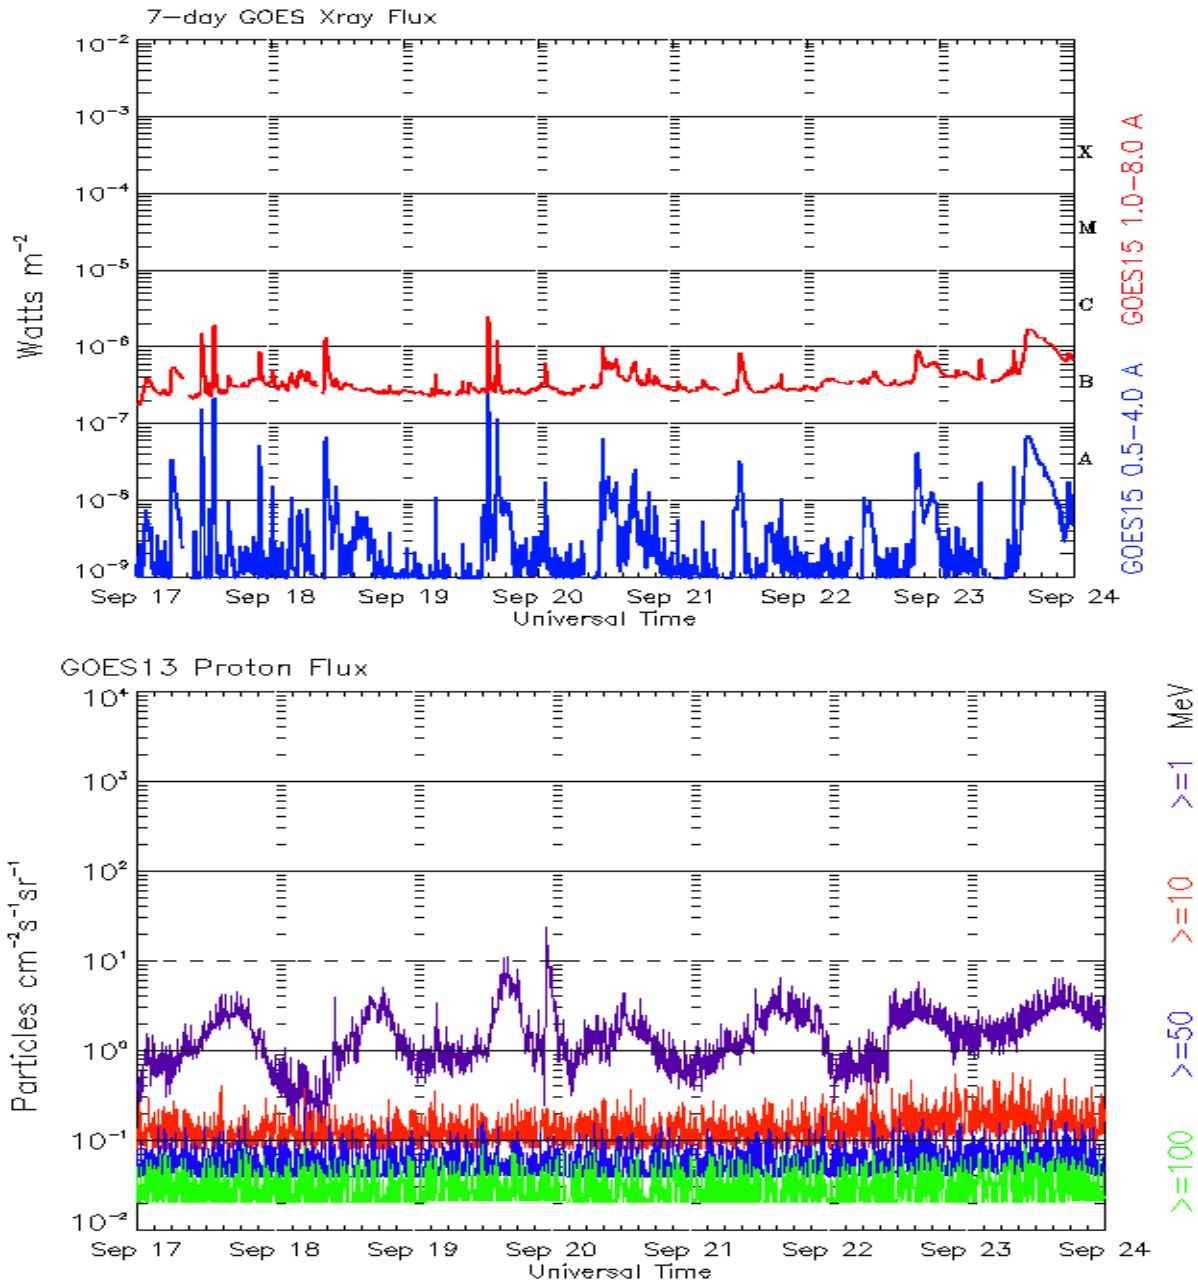 7-day GOES Xray Flux
10⁻²
10⁻³
10⁻⁴
10⁻⁵
10⁻⁶
10⁻⁷
10⁻⁸
10⁻⁹
Watts m⁻²
X
M
C
B
A
GOES15 1.0-8.0 A
GOES15 0.5-4.0 A
Sep 17 Sep 18 Sep 19 Sep 20 Sep 21 Sep 22 Sep 23 Sep 24
Universal Time
GOES13 Proton Flux
10⁴
10³
10²
10¹
10⁰
10⁻¹
10⁻²
Particles cm⁻²s⁻¹sr⁻¹
MeV
>=1
>=10
>=50
>=100
Sep 17 Sep 18 Sep 19 Sep 20 Sep 21 Sep 22 Sep 23 Sep 24
Universal Time